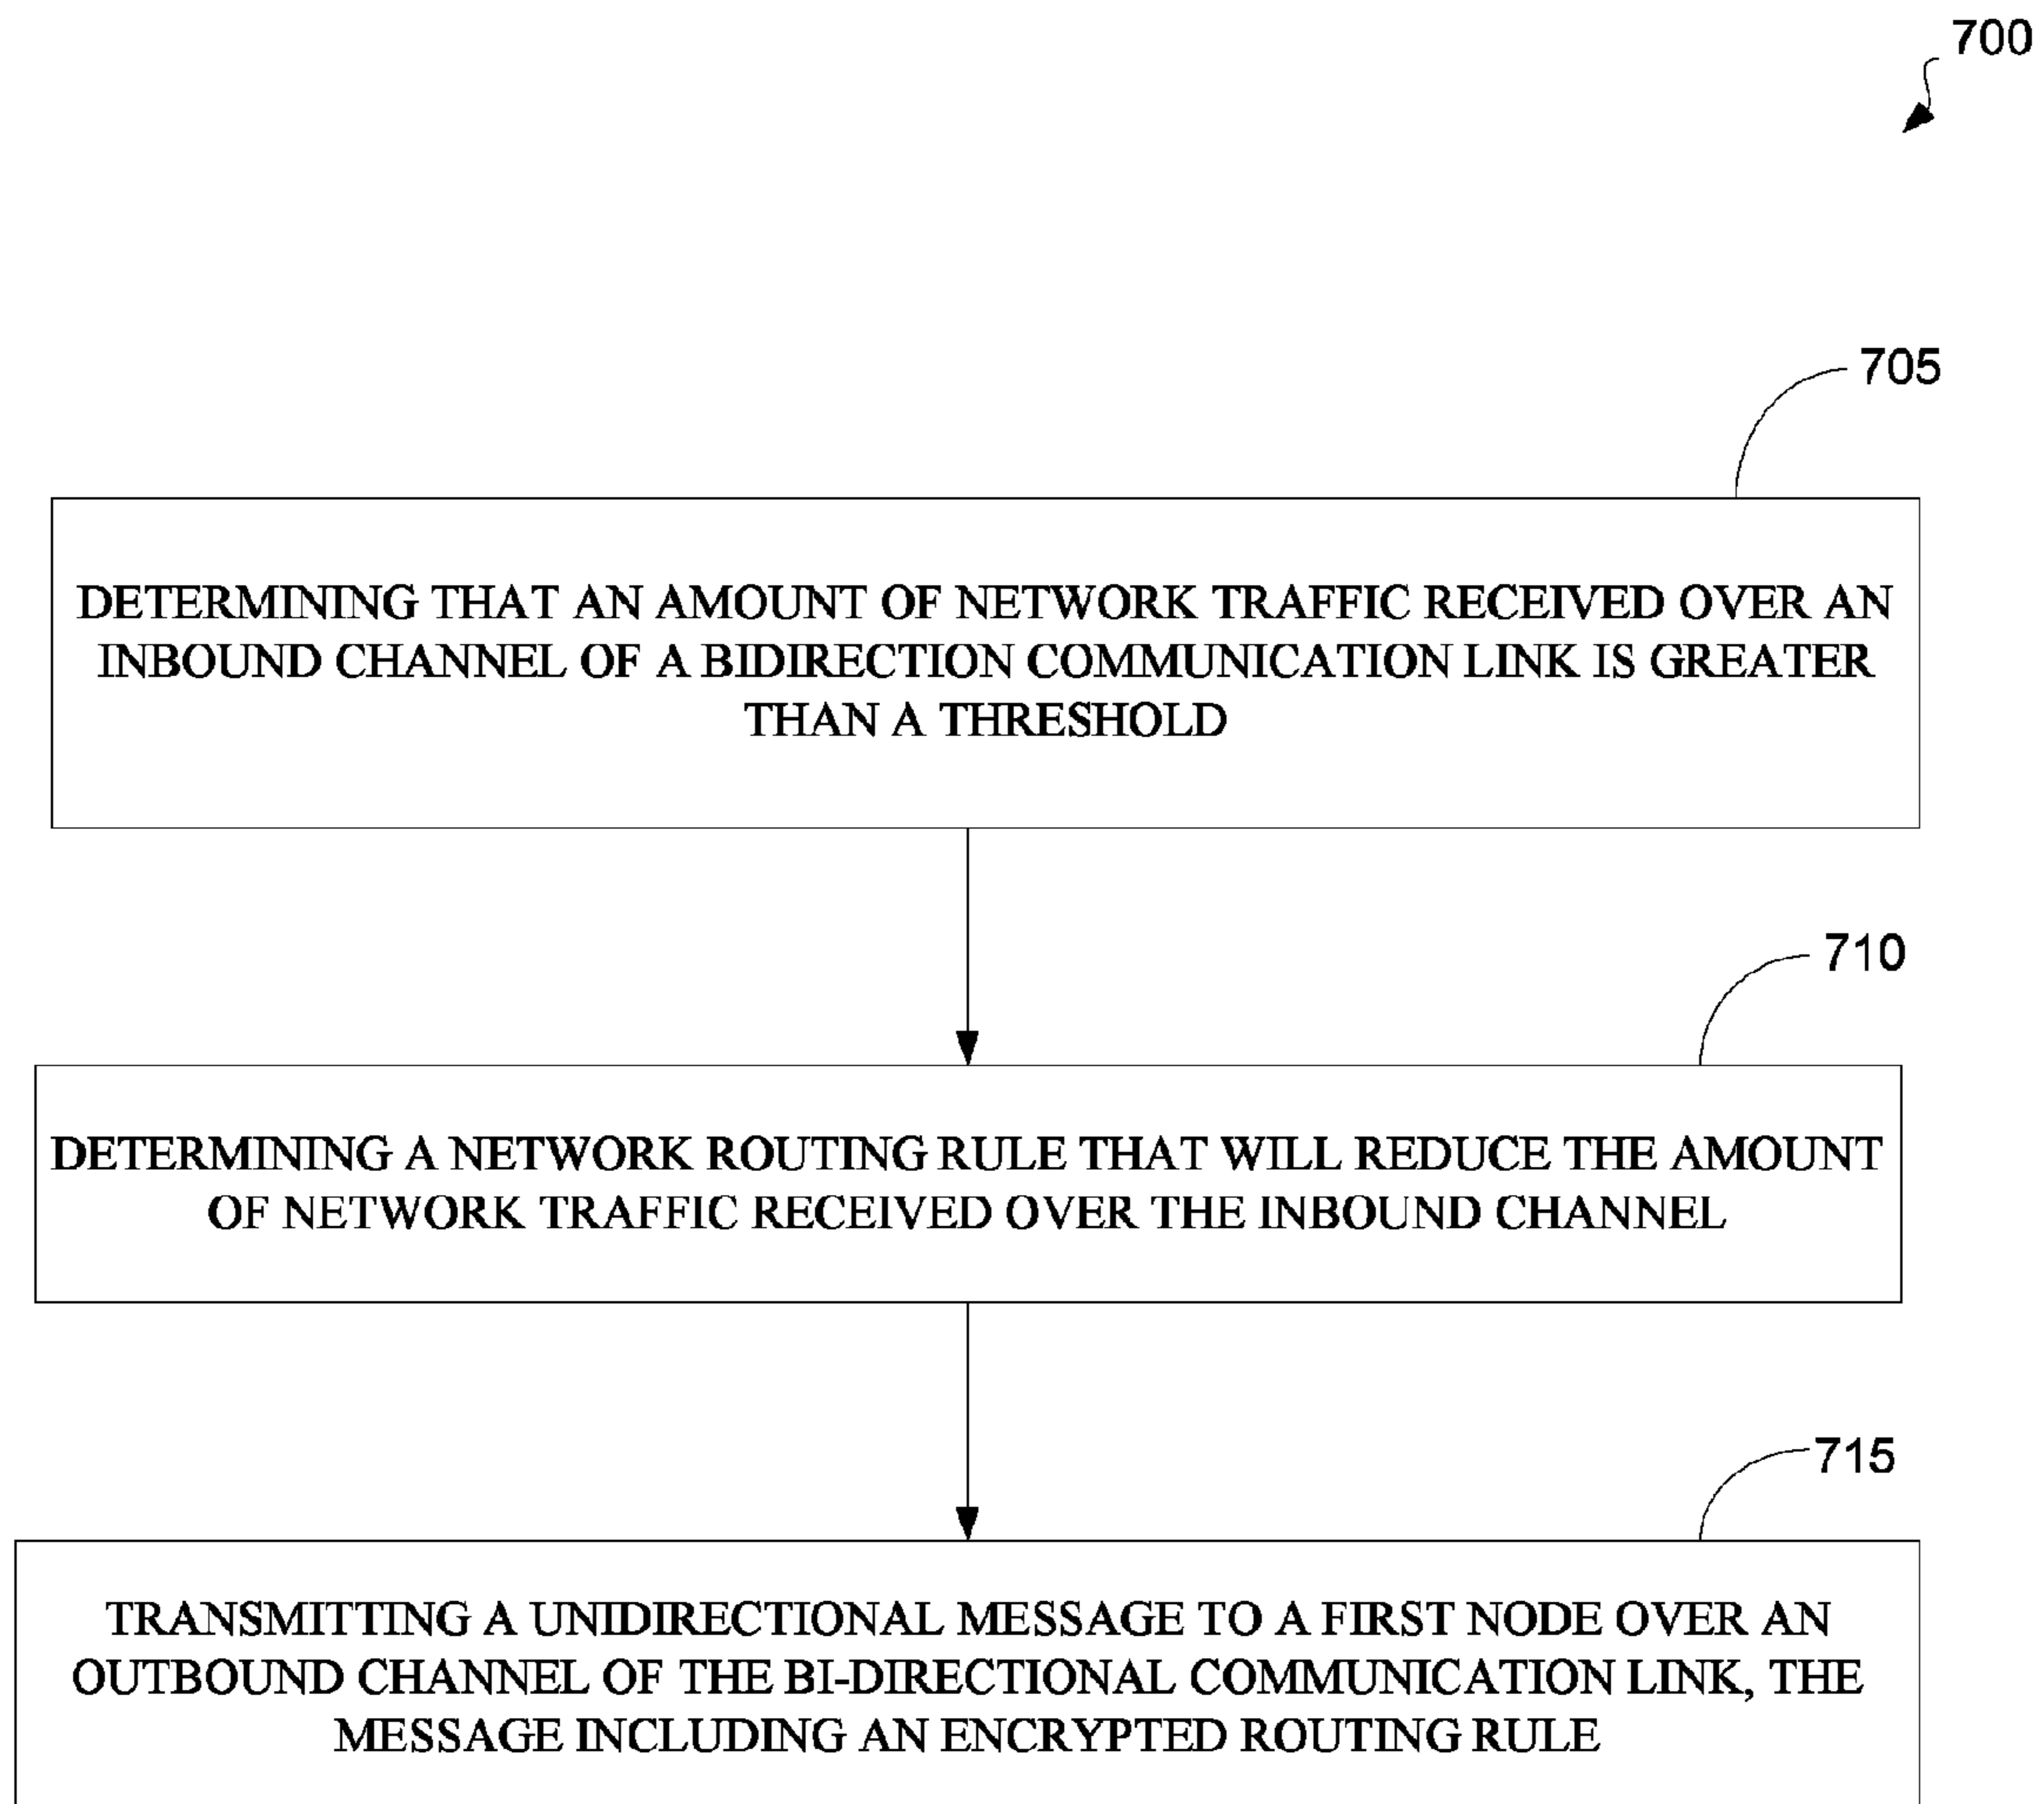 700
705
DETERMINING THAT AN AMOUNT OF NETWORK TRAFFIC RECEIVED OVER AN
INBOUND CHANNEL OF A BIDIRECTION COMMUNICATION LINK IS GREATER
THAN A THRESHOLD
710
DETERMINING A NETWORK ROUTING RULE THAT WILL REDUCE THE AMOUNT
OF NETWORK TRAFFIC RECEIVED OVER THE INBOUND CHANNEL
715
TRANSMITTING A UNIDIRECTIONAL MESSAGE TO A FIRST NODE OVER AN
OUTBOUND CHANNEL OF THE BI-DIRECTIONAL COMMUNICATION LINK, THE
MESSAGE INCLUDING AN ENCRYPTED ROUTING RULE